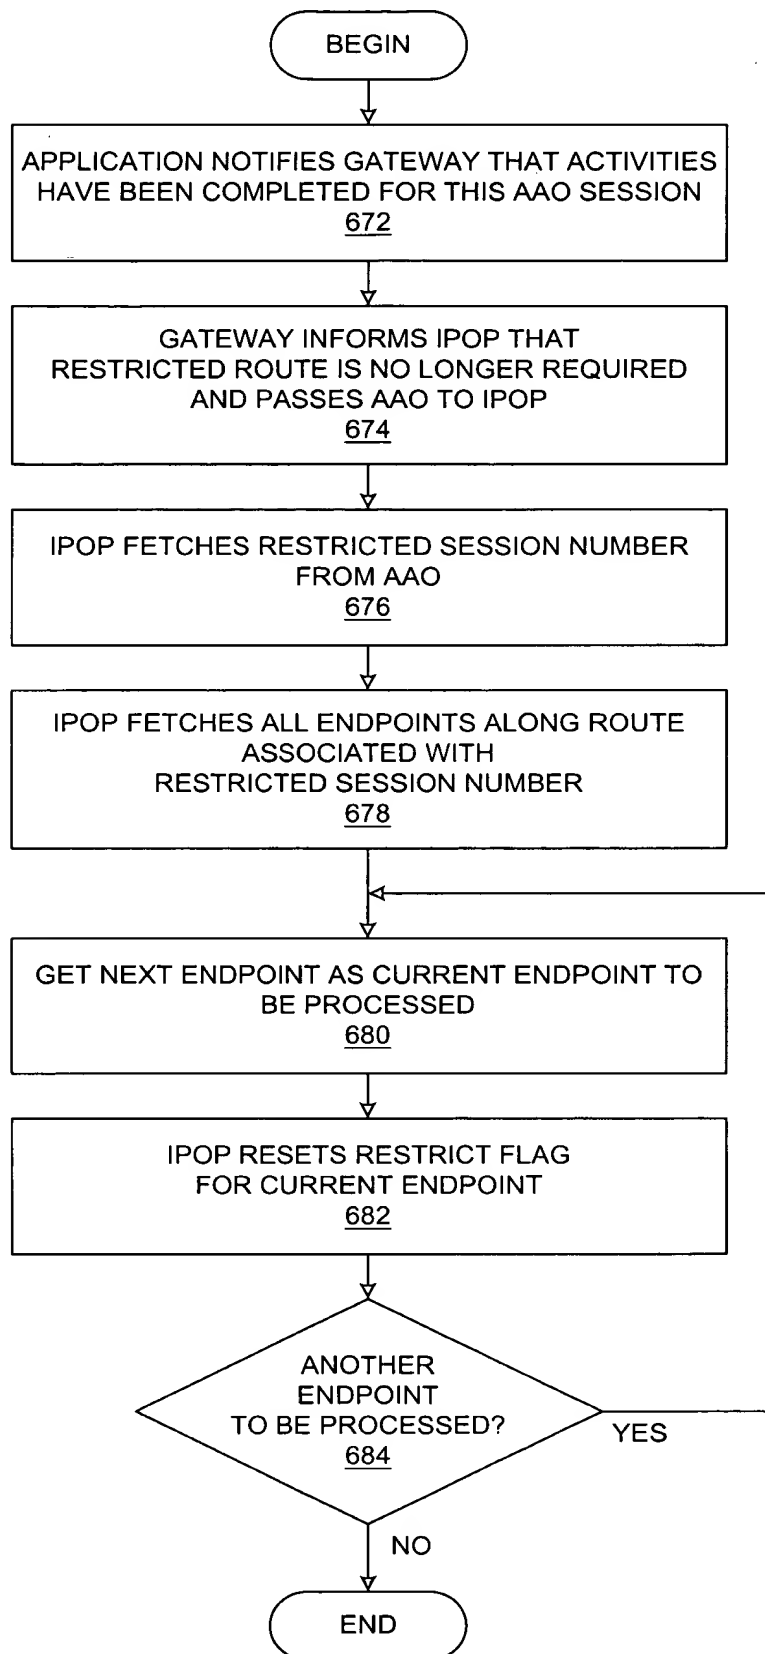 BEGIN
APPLICATION NOTIFIES GATEWAY THAT ACTIVITIES
HAVE BEEN COMPLETED FOR THIS AAO SESSION
672
GATEWAY INFORMS IPOP THAT
RESTRICTED ROUTE IS NO LONGER REQUIRED
AND PASSES AAO TO IPOP
674
IPOP FETCHES RESTRICTED SESSION NUMBER
FROM AAO
676
IPOP FETCHES ALL ENDPOINTS ALONG ROUTE
ASSOCIATED WITH
RESTRICTED SESSION NUMBER
678
GET NEXT ENDPOINT AS CURRENT ENDPOINT TO
BE PROCESSED
680
IPOP RESETS RESTRICT FLAG
FOR CURRENT ENDPOINT
682
ANOTHER
ENDPOINT
TO BE PROCESSED?
684
YES
NO
END